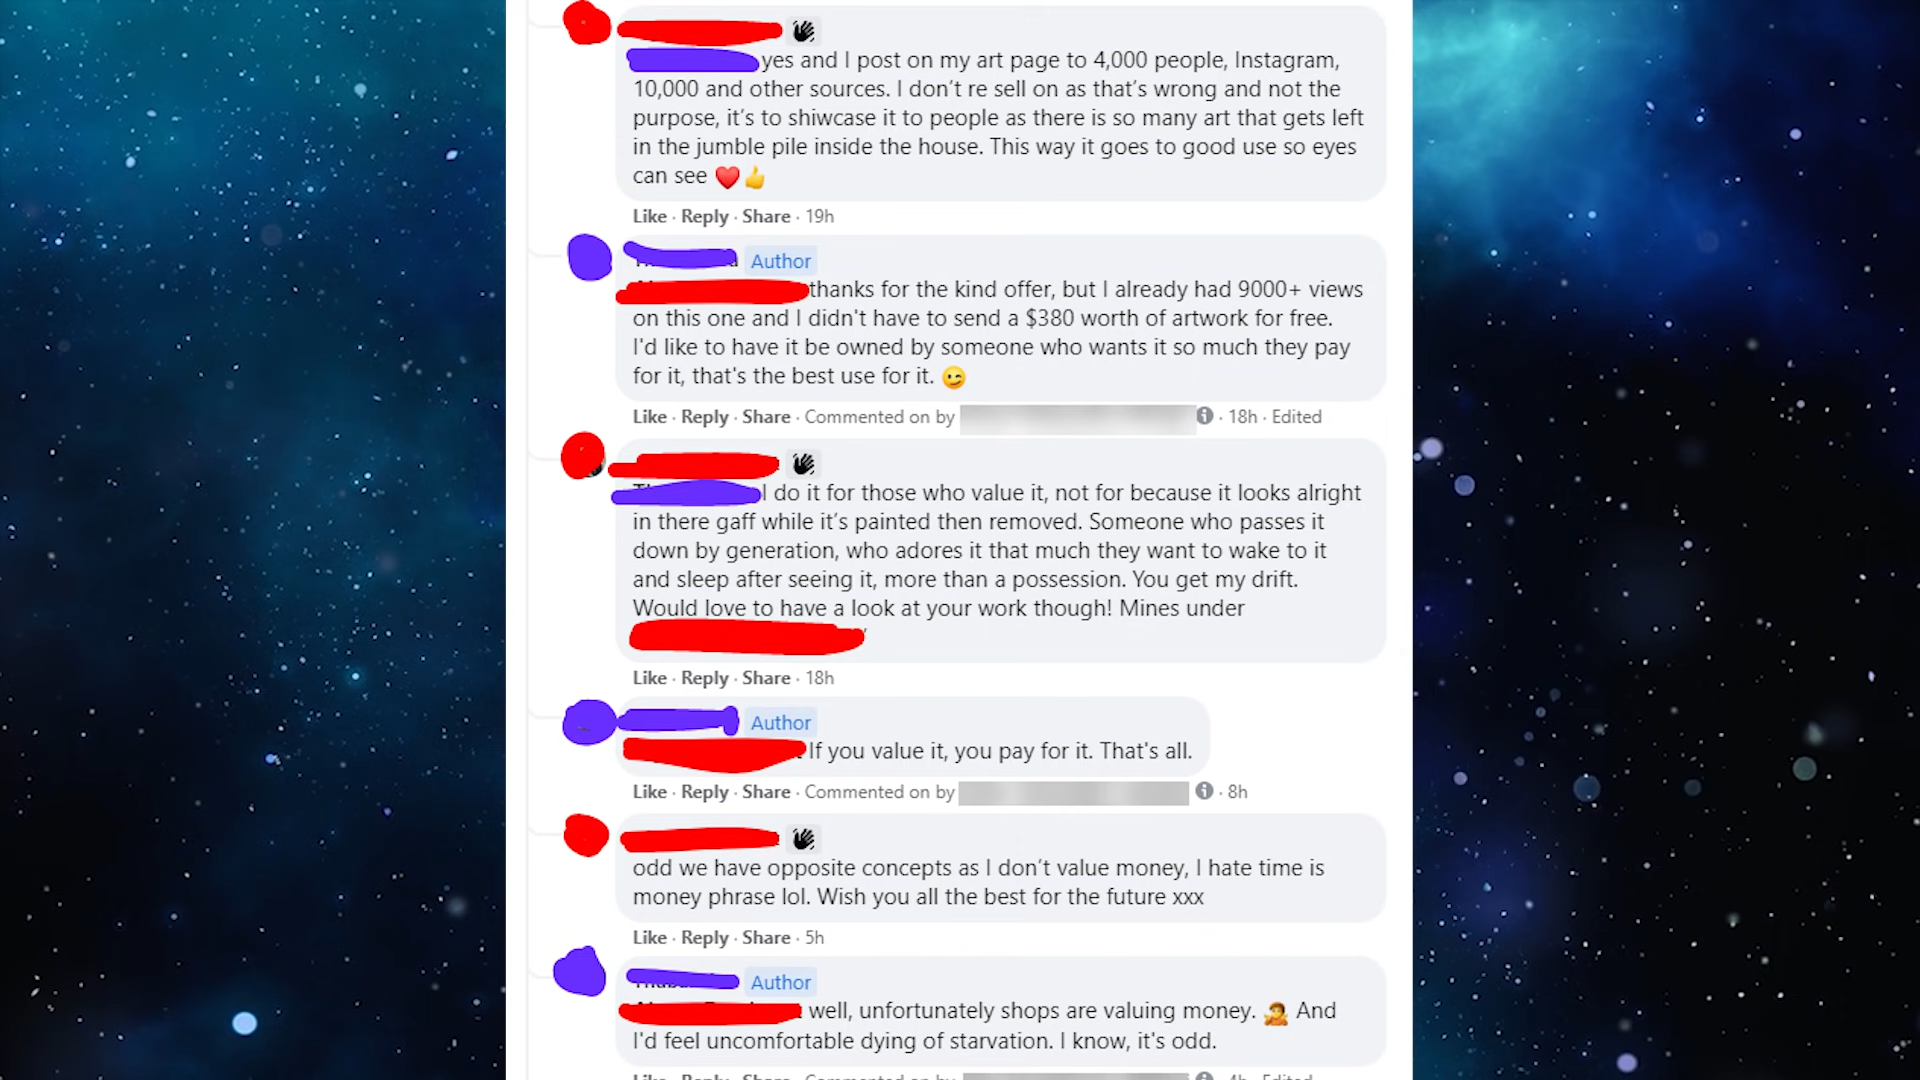 yes and I post on my art page to 4,000 people, Instagram,
10,000 and other sources. I don’t re sell on as that’s wrong and not the
purpose, it’s to shiwcase it to people as there is so many art that gets left
in the jumble pile inside the house. This way it goes to good use so eyes
can see ❤️👍
Like · Reply · Share · 19h
Author
thanks for the kind offer, but I already had 9000+ views
on this one and I didn't have to send a $380 worth of artwork for free.
I'd like to have it be owned by someone who wants it so much they pay
for it, that's the best use for it. 😉
Like · Reply · Share · Commented on by · 18h · Edited
I do it for those who value it, not for because it looks alright
in there gaff while it’s painted then removed. Someone who passes it
down by generation, who adores it that much they want to wake to it
and sleep after seeing it, more than a possession. You get my drift.
Would love to have a look at your work though! Mines under
Like · Reply · Share · 18h
Author
If you value it, you pay for it. That's all.
Like · Reply · Share · Commented on by · 8h
odd we have opposite concepts as I don’t value money, I hate time is
money phrase lol. Wish you all the best for the future xxx
Like · Reply · Share · 5h
Author
well, unfortunately shops are valuing money. 🤷 And
I'd feel uncomfortable dying of starvation. I know, it's odd.
Like · Reply · Share · Commented on by · 4h · Edited